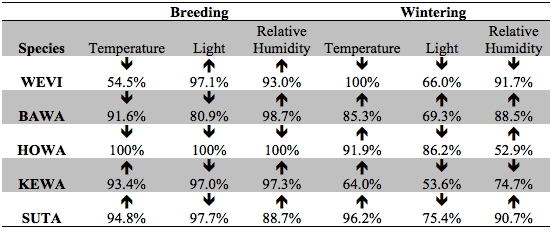 Breeding Wintering
Relative Relative
Species Temperature Light Humidity Temperature Light Humidity
WEVI 54.5% 97.1% 93.0% 100% 66.0% 91.7%
BAWA 91.6% 80.9% 98.7% 85.3% 69.3% 88.5%
HOWA 100% 100% 100% 91.9% 86.2% 52.9%
KEWA 93.4% 97.0% 97.3% 64.0% 53.6% 74.7%
SUTA 94.8% 97.7% 88.7% 96.2% 75.4% 90.7%